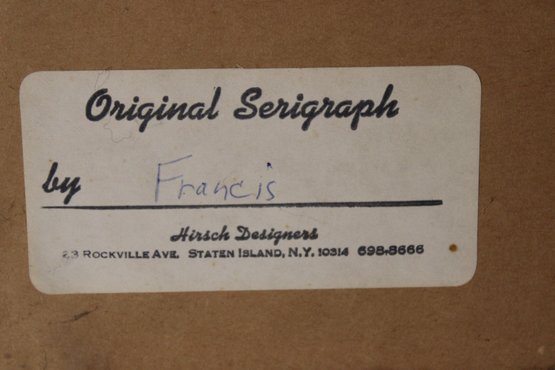 Original Serigraph
by Francis
Hirsch Designers
23 ROCKVILLE AVE. STATEN ISLAND, N.Y. 10314 698-8666